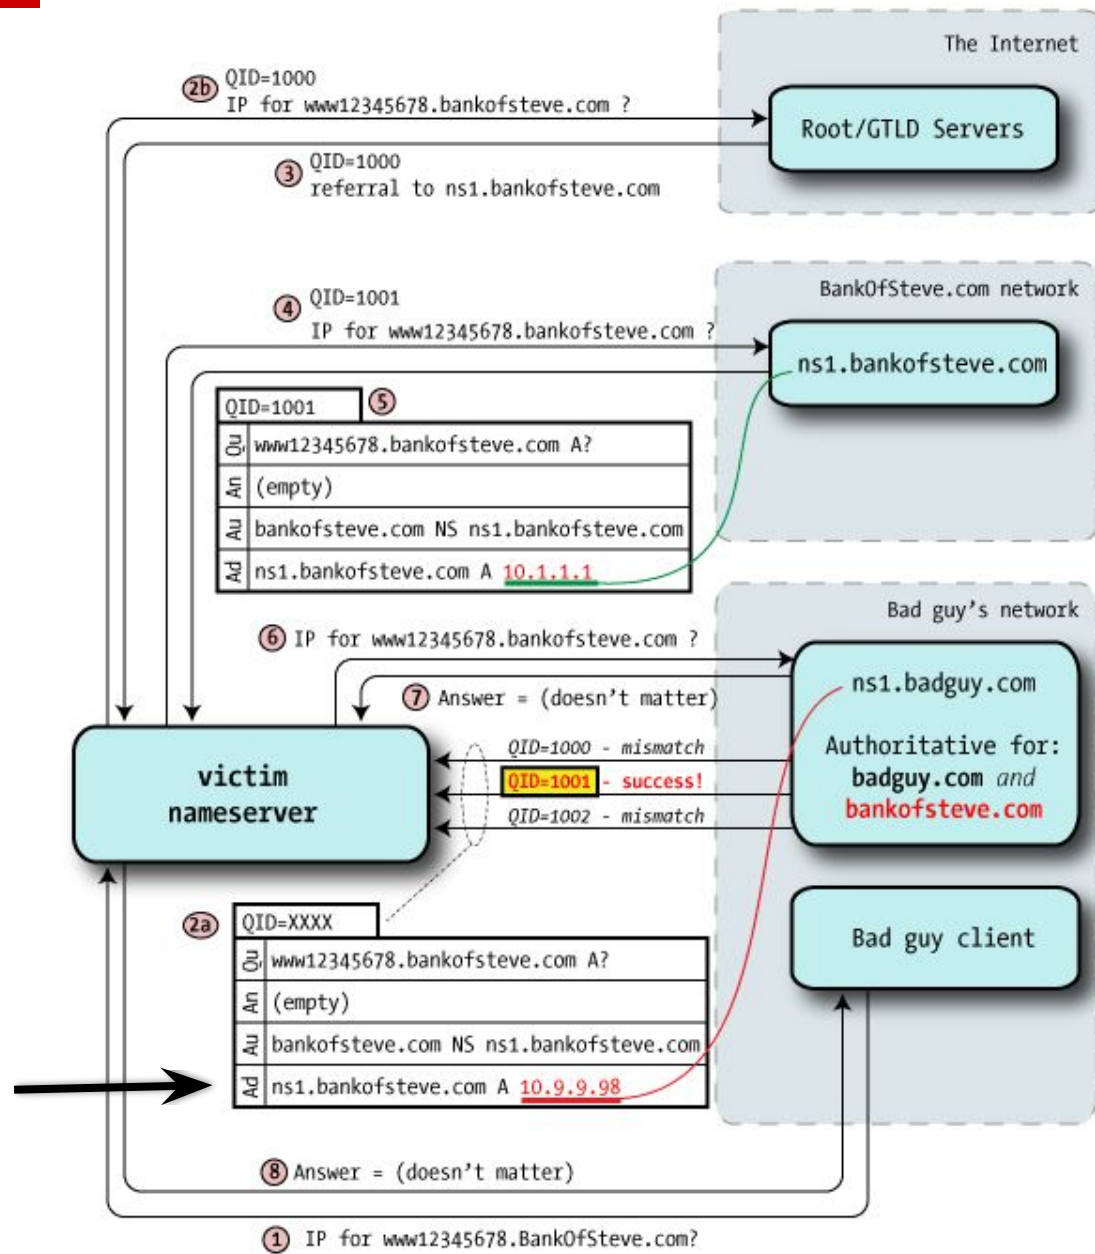 The Internet
2b QID=1000
IP for www12345678.bankofsteve.com ?
Root/GTLD Servers
3 QID=1000
referral to ns1.bankofsteve.com
BankOfSteve.com network
4 QID=1001
IP for www12345678.bankofsteve.com ?
ns1.bankofsteve.com
QID=1001 5
Qu www12345678.bankofsteve.com A?
An (empty)
Au bankofsteve.com NS ns1.bankofsteve.com
Ad ns1.bankofsteve.com A 10.1.1.1
Bad guy's network
6 IP for www12345678.bankofsteve.com ?
7 Answer = (doesn't matter)
ns1.badguy.com
Authoritative for:
badguy.com and
bankofsteve.com
QID=1000 - mismatch
QID=1001 - success!
QID=1002 - mismatch
victim
nameserver
Bad guy client
2a QID=XXXX
Qu www12345678.bankofsteve.com A?
An (empty)
Au bankofsteve.com NS ns1.bankofsteve.com
Ad ns1.bankofsteve.com A 10.9.9.98
8 Answer = (doesn't matter)
1 IP for www12345678.BankOfSteve.com?